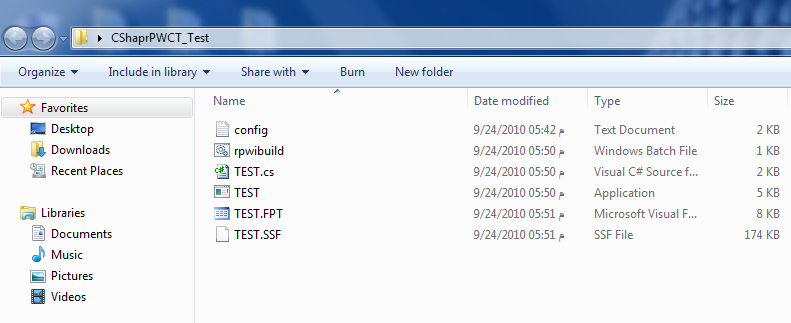 CShaprPWCT_Test
Organize Include in library Share with Burn New folder
Favorites
Desktop
Downloads
Recent Places
Libraries
Documents
Music
Pictures
Videos
Name Date modified Type Size
config 9/24/2010 05:42 م Text Document 2 KB
rpwibuild 9/24/2010 05:50 م Windows Batch File 1 KB
TEST.cs 9/24/2010 05:50 م Visual C# Source f... 2 KB
TEST 9/24/2010 05:50 م Application 5 KB
TEST.FPT 9/24/2010 05:51 م Microsoft Visual F... 8 KB
TEST.SSF 9/24/2010 05:51 م SSF File 174 KB